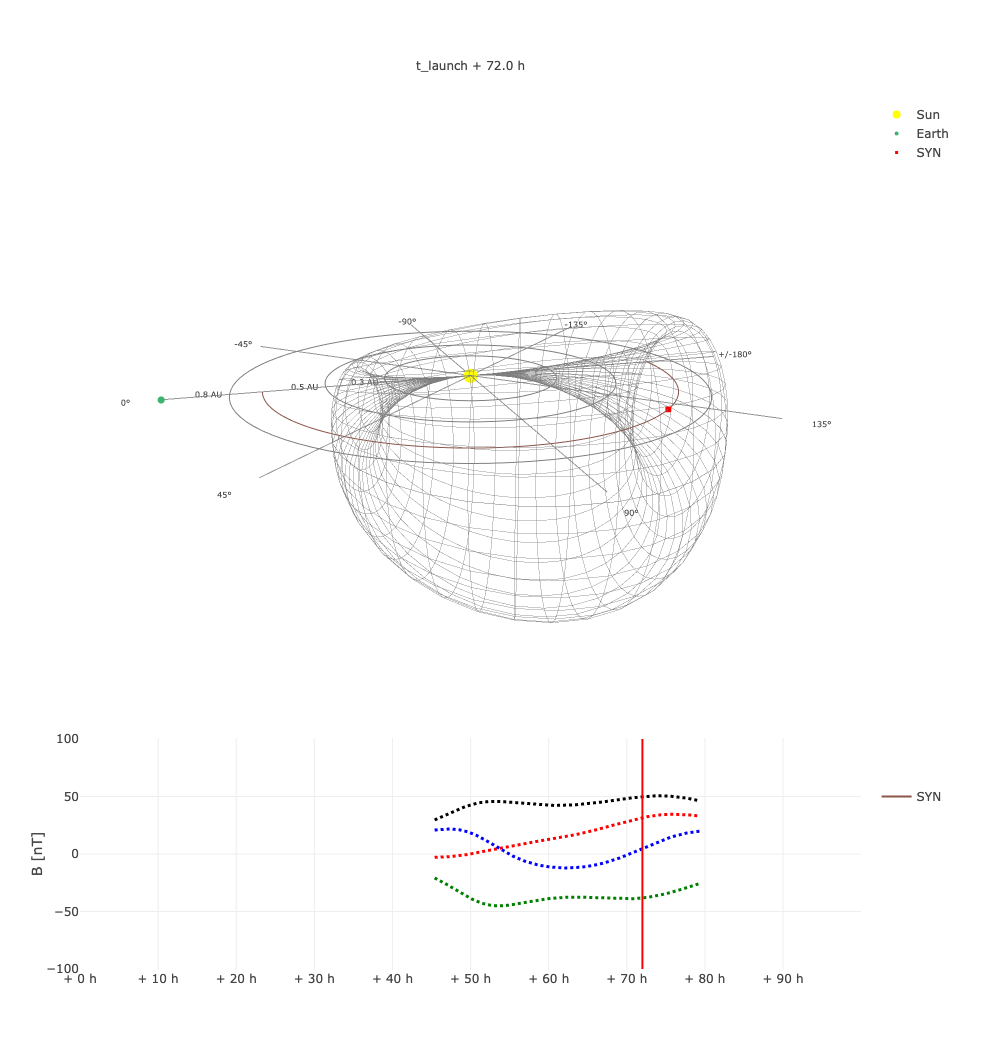 t_launch + 72.0 h
Sun
Earth
SYN
-90°
-135°
-45°
+/-180°
0.3 AU
0.5 AU
0.8 AU
0°
135°
45°
90°
100
50
0
−50
−100
B [nT]
SYN
+ 0 h
+ 10 h
+ 20 h
+ 30 h
+ 40 h
+ 50 h
+ 60 h
+ 70 h
+ 80 h
+ 90 h